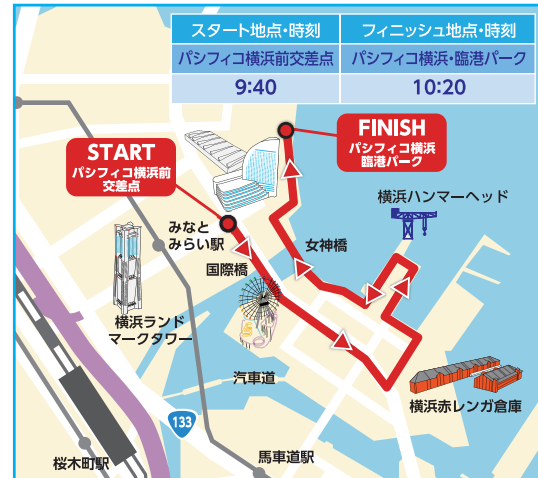 スタート地点・時刻
フィニッシュ地点・時刻
パシフィコ横浜前交差点
パシフィコ横浜・臨港パーク
9:40
10:20
FINISH
パシフィコ横浜
臨港パーク
START
パシフィコ横浜前
交差点
横浜ハンマーヘッド
みなと
みらい駅
女神橋
国際橋
横浜ランド
マークタワー
汽車道
横浜赤レンガ倉庫
133
馬車道駅
桜木町駅